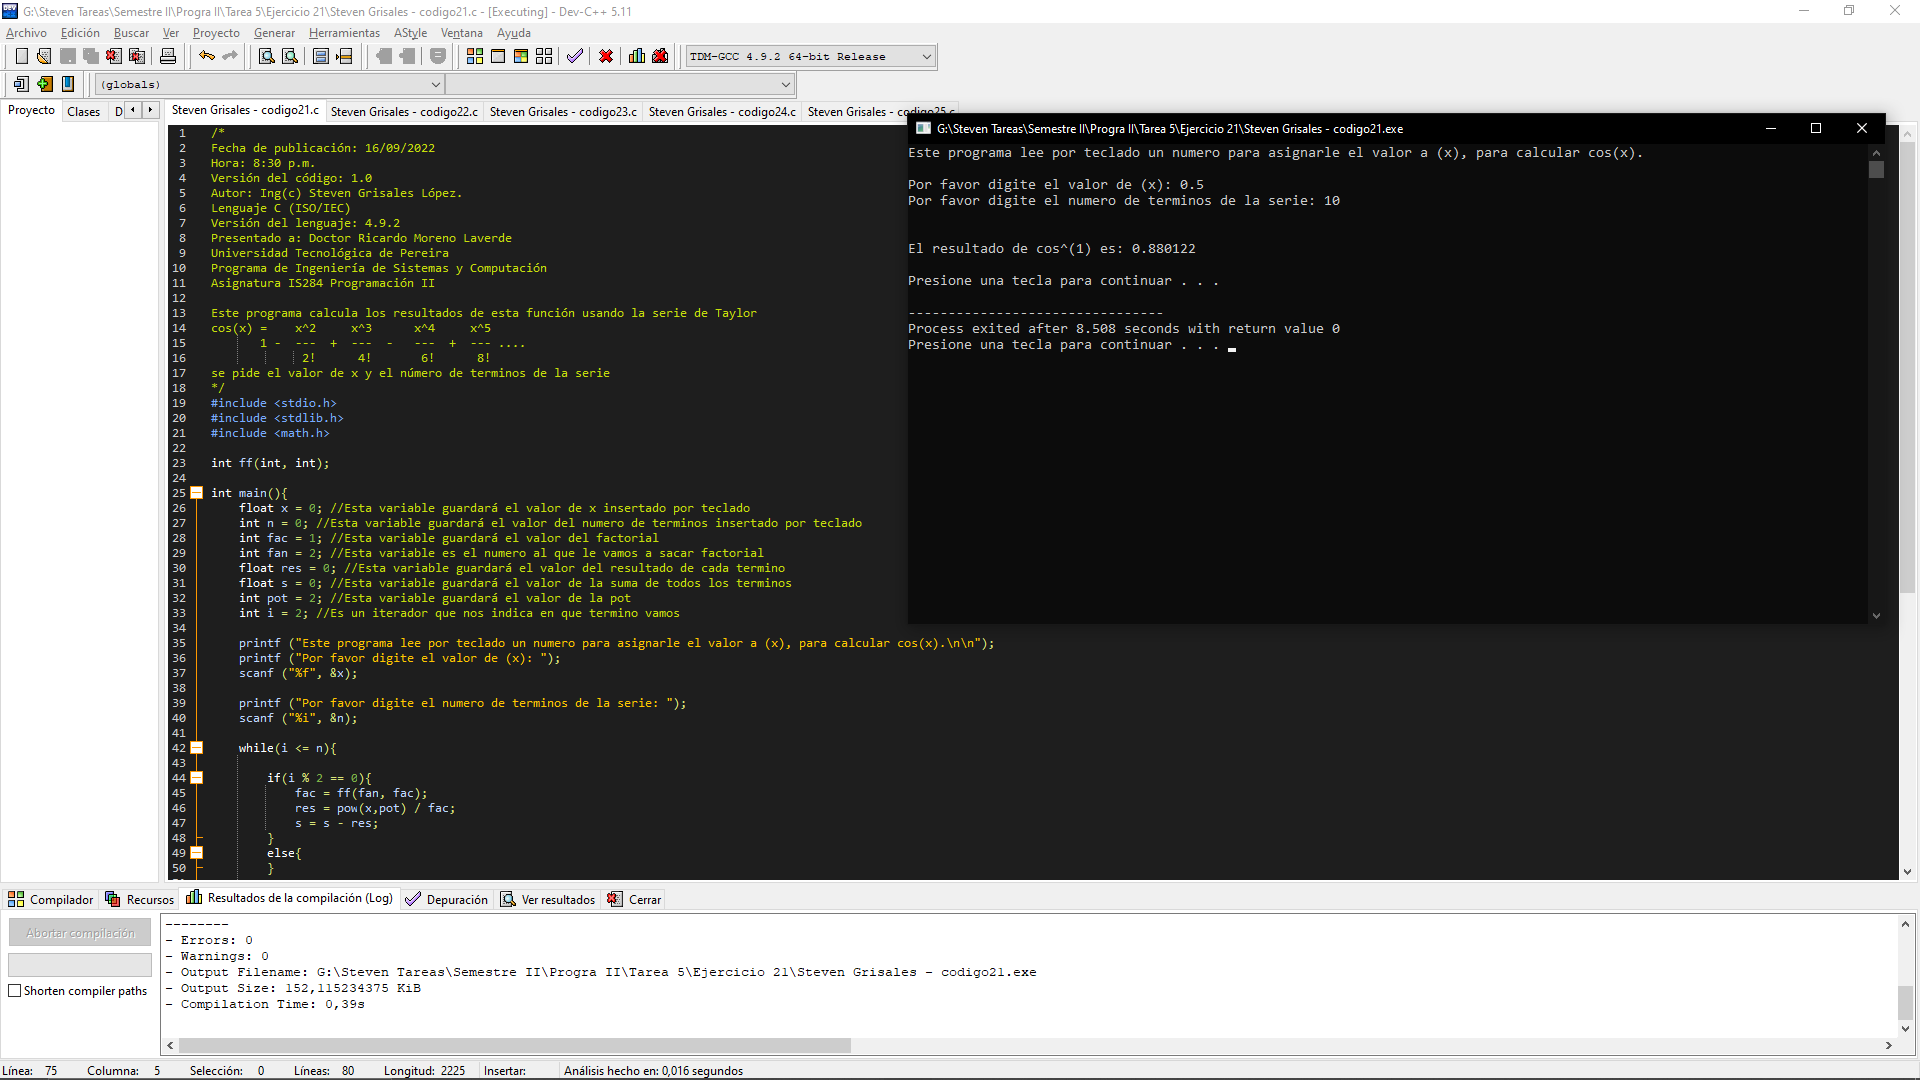 G:\Steven Tareas\Semestre II\Progra II\Tarea 5\Ejercicio 21\Steven Grisales - codigo21.c - [Executing] - Dev-C++ 5.11
Archivo Edición Buscar Ver Proyecto Generar Herramientas AStyle Ventana Ayuda
TDM-GCC 4.9.2 64-bit Release
(globals)
Proyecto Clases D
Steven Grisales - codigo21.c Steven Grisales - codigo22.c Steven Grisales - codigo23.c Steven Grisales - codigo24.c Steven Grisales - codigo25.c
1 /*
2 Fecha de publicación: 16/09/2022
3 Hora: 8:30 p.m.
4 Versión del código: 1.0
5 Autor: Ing(c) Steven Grisales López.
6 Lenguaje C (ISO/IEC)
7 Versión del lenguaje: 4.9.2
8 Presentado a: Doctor Ricardo Moreno Laverde
9 Universidad Tecnológica de Pereira
10 Programa de Ingeniería de Sistemas y Computación
11 Asignatura IS284 Programación II
12
13 Este programa calcula los resultados de esta función usando la serie de Taylor
14 cos(x) =    x^2     x^3      x^4     x^5
15        1 -  ---  +  ---  -   ---  +  --- ....
16             2!      4!       6!      8!
17 se pide el valor de x y el número de terminos de la serie
18 */
19 #include <stdio.h>
20 #include <stdlib.h>
21 #include <math.h>
22
23 int ff(int, int);
24
25 int main(){
26     float x = 0; //Esta variable guardará el valor de x insertado por teclado
27     int n = 0; //Esta variable guardará el valor del numero de terminos insertado por teclado
28     int fac = 1; //Esta variable guardará el valor del factorial
29     int fan = 2; //Esta variable es el numero al que le vamos a sacar factorial
30     float res = 0; //Esta variable guardará el valor del resultado de cada termino
31     float s = 0; //Esta variable guardará el valor de la suma de todos los terminos
32     int pot = 2; //Esta variable guardará el valor de la pot
33     int i = 2; //Es un iterador que nos indica en que termino vamos
34
35     printf ("Este programa lee por teclado un numero para asignarle el valor a (x), para calcular cos(x).\n\n");
36     printf ("Por favor digite el valor de (x): ");
37     scanf ("%f", &x);
38
39     printf ("Por favor digite el numero de terminos de la serie: ");
40     scanf ("%i", &n);
41
42     while(i <= n){
43
44         if(i % 2 == 0){
45             fac = ff(fan, fac);
46             res = pow(x,pot) / fac;
47             s = s - res;
48         }
49         else{
50         }
G:\Steven Tareas\Semestre II\Progra II\Tarea 5\Ejercicio 21\Steven Grisales - codigo21.exe
Este programa lee por teclado un numero para asignarle el valor a (x), para calcular cos(x).
Por favor digite el valor de (x): 0.5
Por favor digite el numero de terminos de la serie: 10
El resultado de cos^(1) es: 0.880122
Presione una tecla para continuar . . .
--------------------------------
Process exited after 8.508 seconds with return value 0
Presione una tecla para continuar . . .
Compilador Recursos Resultados de la compilación (Log) Depuración Ver resultados Cerrar
Abortar compilación
Shorten compiler paths
--------
- Errors: 0
- Warnings: 0
- Output Filename: G:\Steven Tareas\Semestre II\Progra II\Tarea 5\Ejercicio 21\Steven Grisales - codigo21.exe
- Output Size: 152,115234375 KiB
- Compilation Time: 0,39s
Línea: 75 Columna: 5 Selección: 0 Líneas: 80 Longitud: 2225 Insertar: Análisis hecho en: 0,016 segundos